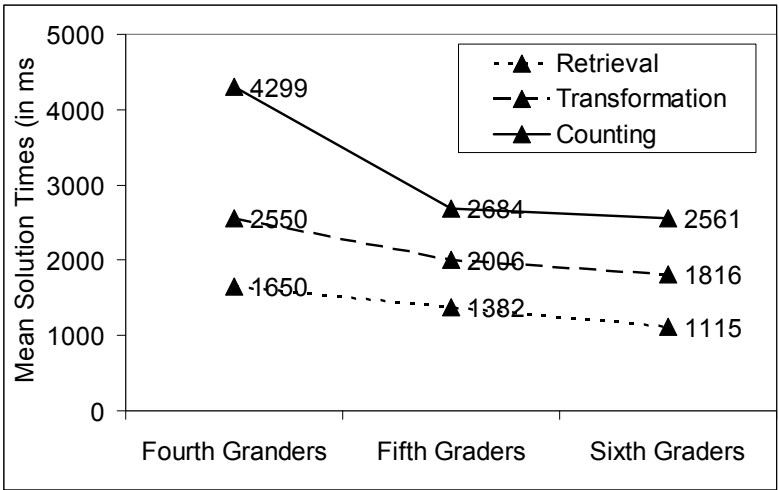 5000
4000
3000
2000
1000
0
Mean Solution Times (in ms
Retrieval
Transformation
Counting
4299
2684
2561
2550
2006
1816
1650
1382
1115
Fourth Granders
Fifth Graders
Sixth Graders